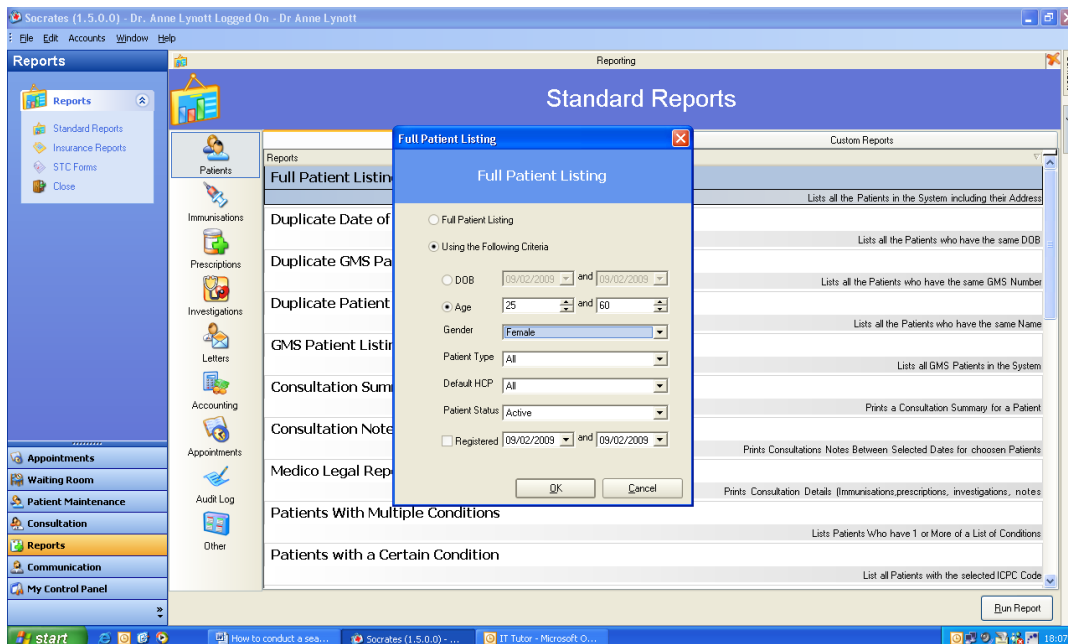 Socrates (1.5.0.0) - Dr. Anne Lynott Logged On - Dr Anne Lynott
File Edit Accounts Window Help
Reports
Reporting
Reports
Standard Reports
Insurance Reports
STC Forms
Close
Standard Reports
Custom Reports
Patients
Immunisations
Prescriptions
Investigations
Letters
Accounting
Appointments
Audit Log
Other
Reports
Full Patient Listin
Lists all the Patients in the System including their Address
Duplicate Date of
Lists all the Patients who have the same DOB
Duplicate GMS Pa
Lists all the Patients who have the same GMS Number
Duplicate Patient
Lists all the Patients who have the same Name
GMS Patient Listin
Lists all GMS Patients in the System
Consultation Sum
Prints a Consultation Summary for a Patient
Consultation Note
Prints Consultations Notes Between Selected Dates for choosen Patients
Medico Legal Rep
Prints Consultation Details (Immunisations,prescriptions, investigations, notes
Patients With Multiple Conditions
Lists Patients Who have 1 or More of a List of Conditions
Patients with a Certain Condition
List all Patients with the selected ICPC Code
Full Patient Listing
Full Patient Listing
Full Patient Listing
Using the Following Criteria
DOB 09/02/2009 and 09/02/2009
Age 25 and 60
Gender Female
Patient Type All
Default HCP All
Patient Status Active
Registered 09/02/2009 and 09/02/2009
OK Cancel
Appointments
Waiting Room
Patient Maintenance
Consultation
Reports
Communication
My Control Panel
Run Report
start How to conduct a sea... Socrates (1.5.0.0) - ... IT Tutor - Microsoft O... 18:07